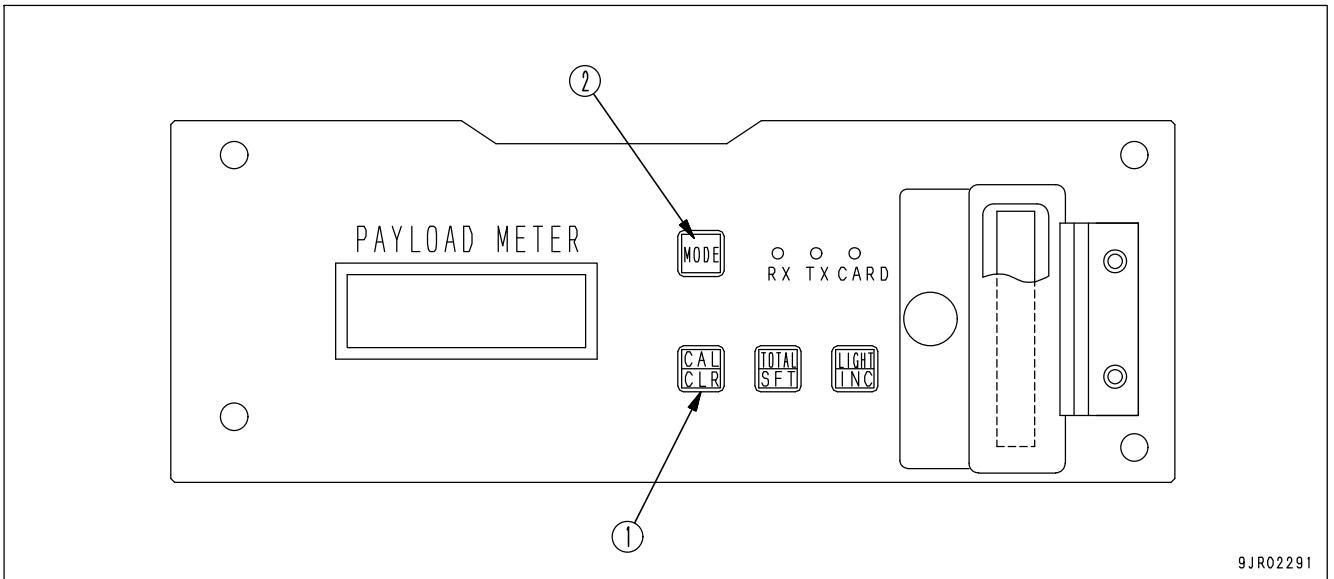 2
PAYLOAD METER
MODE
RX TX CARD
CAL
CLR
TOTAL
SFT
LIGHT
INC
1
9JR02291